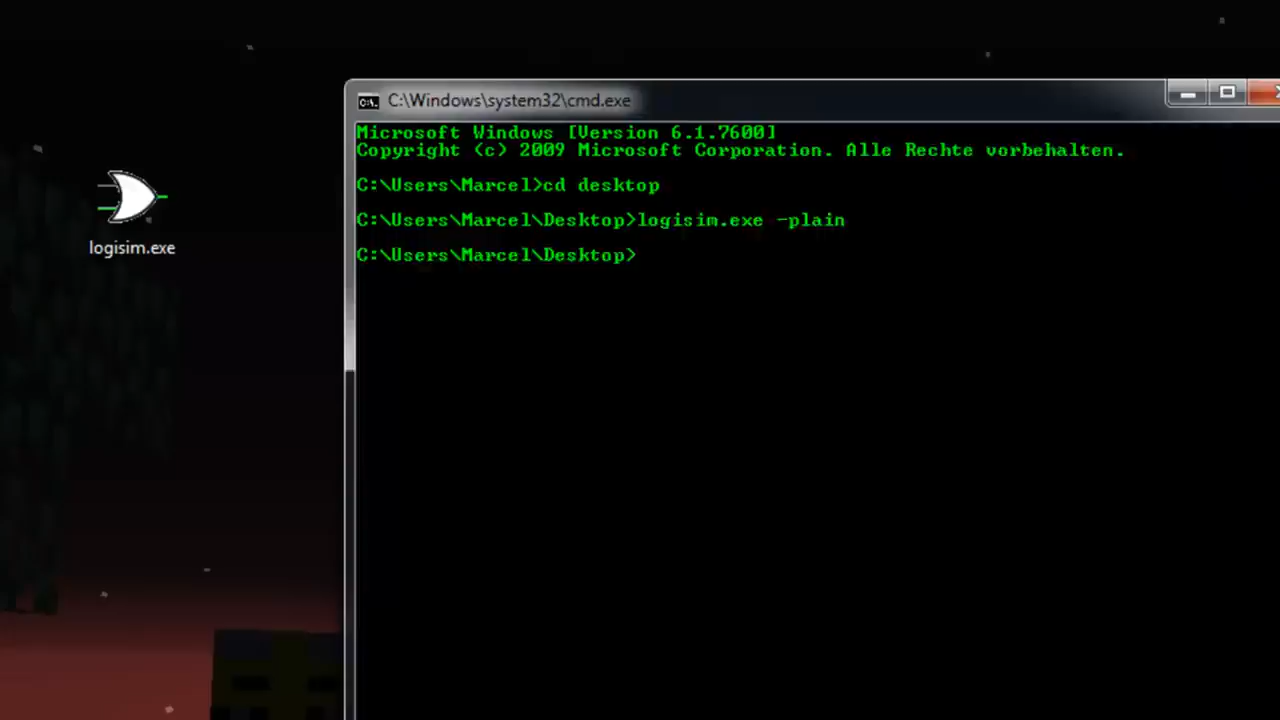 C:\Windows\system32\cmd.exe
Microsoft Windows [Version 6.1.7600]
Copyright (c) 2009 Microsoft Corporation. Alle Rechte vorbehalten.
C:\Users\Marcel>cd desktop
C:\Users\Marcel\Desktop>logisim.exe -plain
C:\Users\Marcel\Desktop>
logisim.exe